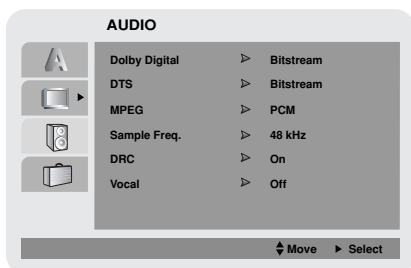 AUDIO
A
Dolby Digital Bitstream
DTS Bitstream
MPEG PCM
Sample Freq. 48 kHz
DRC On
Vocal Off
Move Select